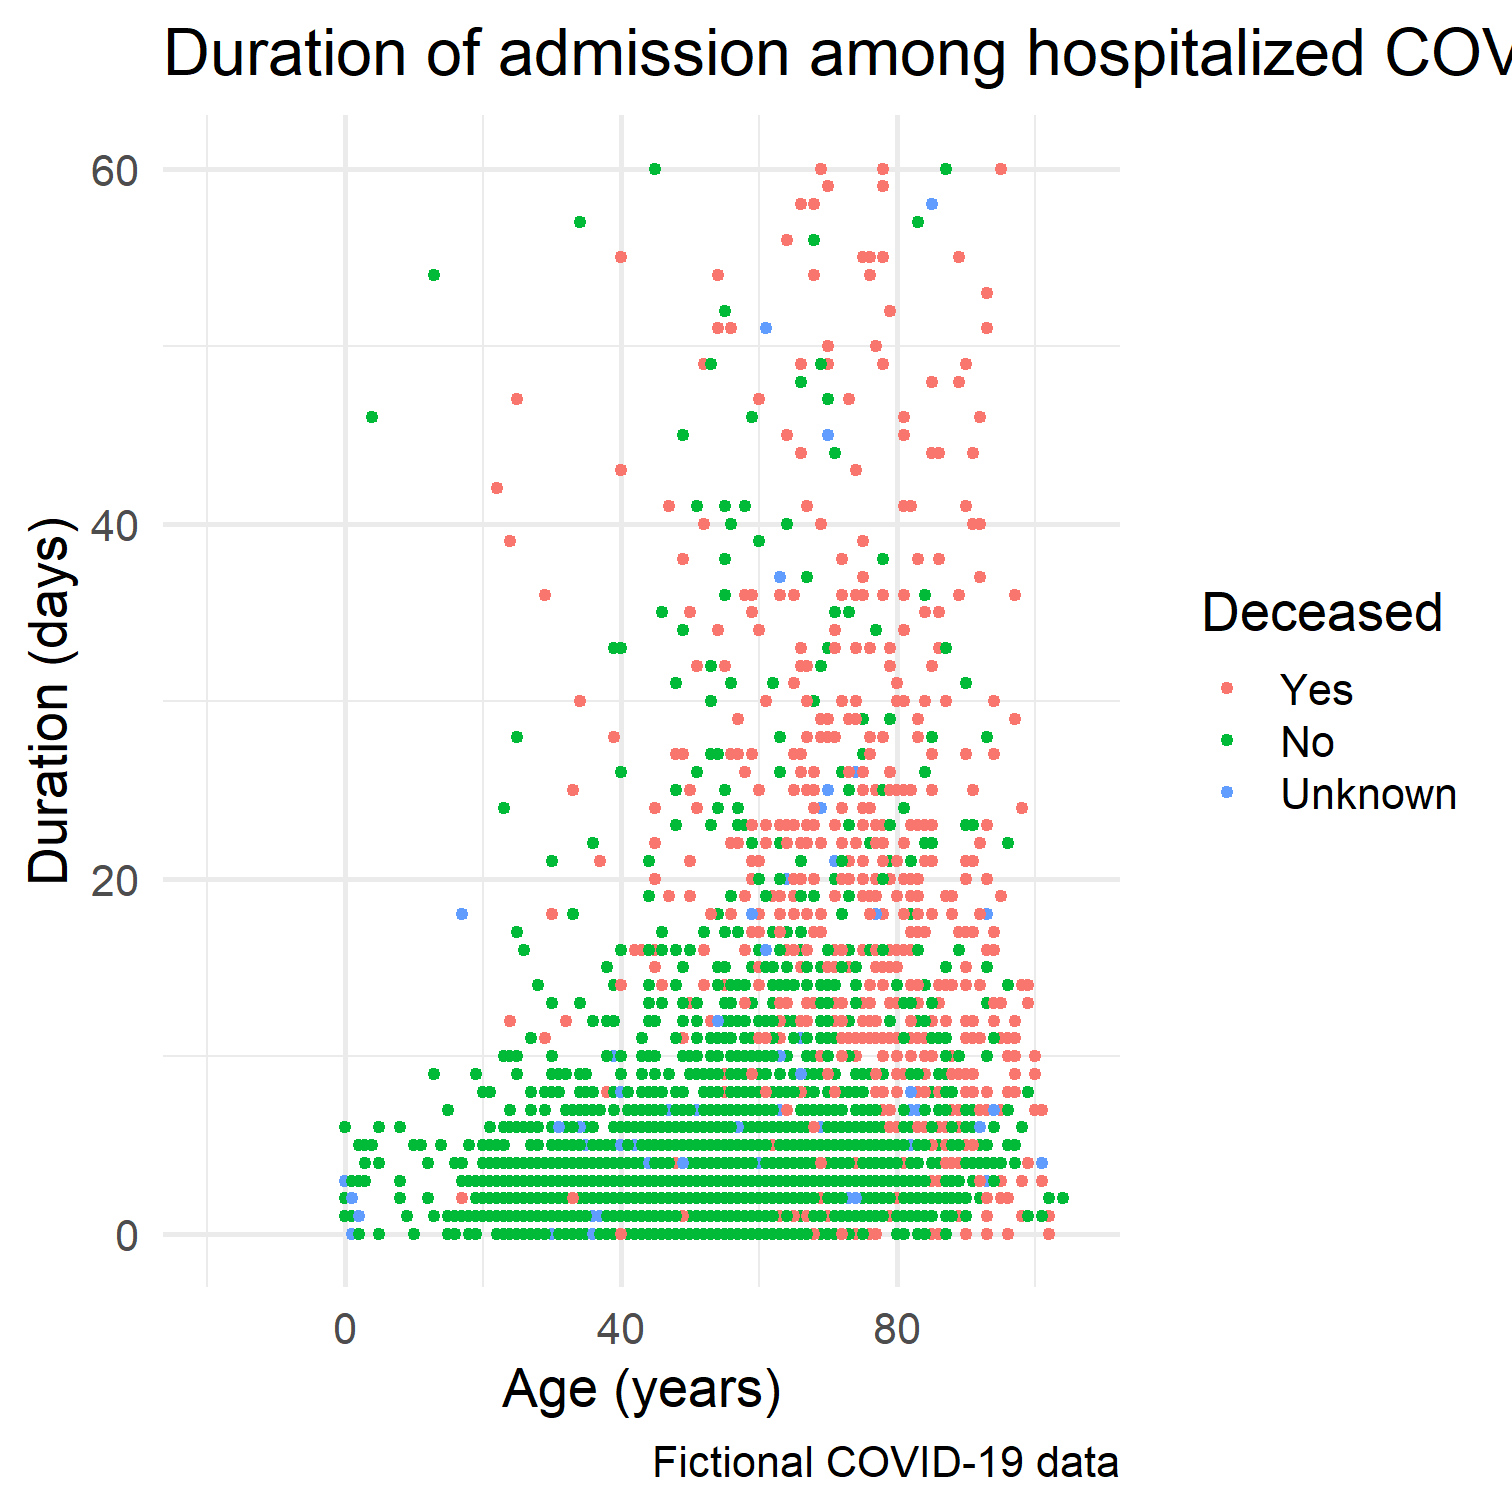 Duration of admission among hospitalized COV
60
40
20
0
Duration (days)
0 40 80
Age (years)
Deceased
Yes
No
Unknown
Fictional COVID-19 data